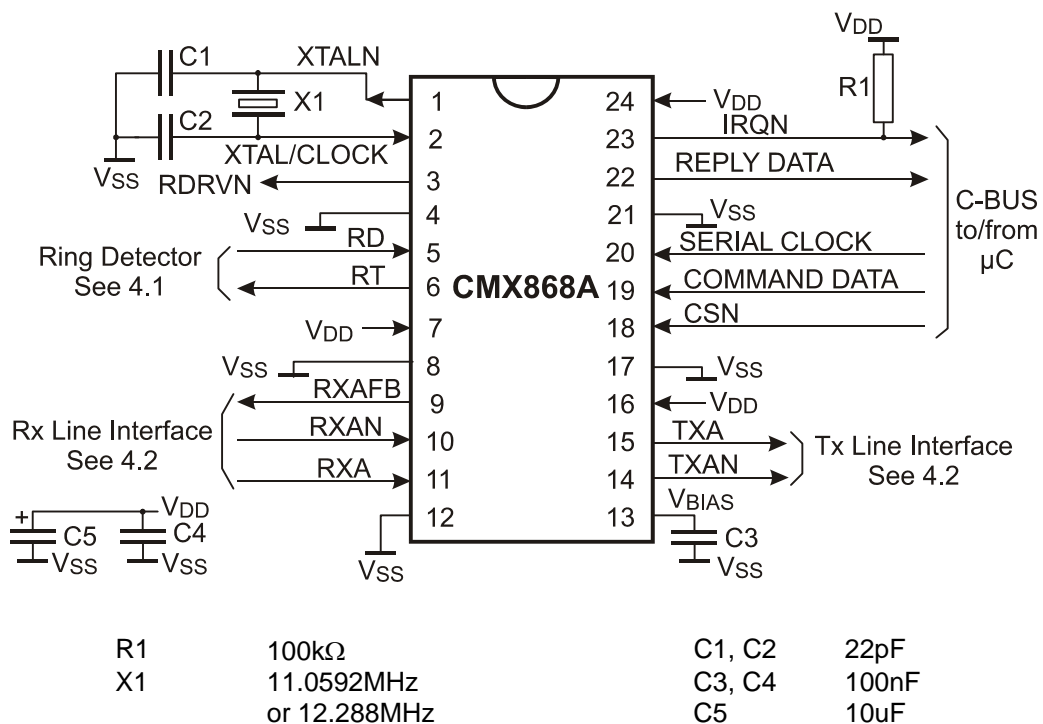 VDD
C1
XTALN
R1
X1
1
24
VDD
C2
2
23
IRQN
XTAL/CLOCK
VSS
RDRVN
3
22
REPLY DATA
C-BUS
to/from
µC
VSS
4
21
VSS
RD
5
20
SERIAL CLOCK
Ring Detector
See 4.1
RT
6
CMX868A
19
COMMAND DATA
VDD
7
18
CSN
VSS
8
17
VSS
RXAFB
9
16
VDD
Rx Line Interface
See 4.2
RXAN
10
15
TXA
Tx Line Interface
See 4.2
RXA
11
14
TXAN
VDD
12
13
VBIAS
+
C5
C4
C3
VSS
VSS
VSS
VSS
R1 100kΩ C1, C2 22pF
X1 11.0592MHz C3, C4 100nF
or 12.288MHz C5 10uF